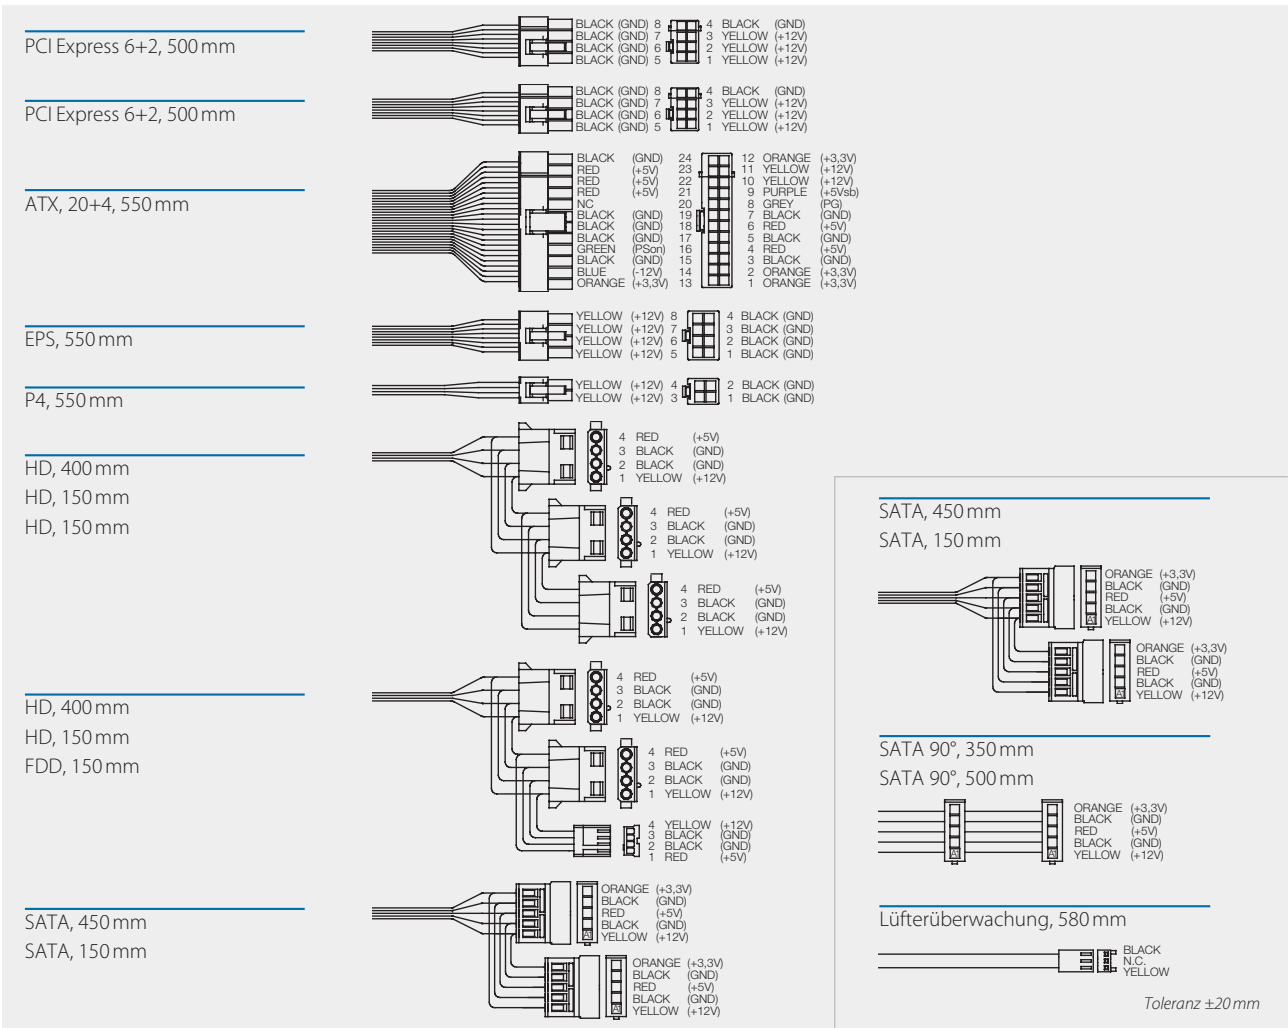 PCI Express 6+2, 500 mm
BLACK (GND) 8 4 BLACK (GND)
BLACK (GND) 7 3 YELLOW (+12V)
BLACK (GND) 6 2 YELLOW (+12V)
BLACK (GND) 5 1 YELLOW (+12V)
PCI Express 6+2, 500 mm
BLACK (GND) 8 4 BLACK (GND)
BLACK (GND) 7 3 YELLOW (+12V)
BLACK (GND) 6 2 YELLOW (+12V)
BLACK (GND) 5 1 YELLOW (+12V)
ATX, 20+4, 550 mm
BLACK (GND) 24 12 ORANGE (+3,3V)
RED (+5V) 23 11 YELLOW (+12V)
RED (+5V) 22 10 YELLOW (+12V)
RED (+5V) 21 9 PURPLE (+5Vsb)
NC 20 8 GREY (PG)
BLACK (GND) 19 7 BLACK (GND)
BLACK (GND) 18 6 RED (+5V)
BLACK (GND) 17 5 BLACK (GND)
GREEN (PSon) 16 4 RED (+5V)
BLACK (GND) 15 3 BLACK (GND)
BLUE (-12V) 14 2 ORANGE (+3,3V)
ORANGE (+3,3V) 13 1 ORANGE (+3,3V)
EPS, 550 mm
YELLOW (+12V) 8 4 BLACK (GND)
YELLOW (+12V) 7 3 BLACK (GND)
YELLOW (+12V) 6 2 BLACK (GND)
YELLOW (+12V) 5 1 BLACK (GND)
P4, 550 mm
YELLOW (+12V) 4 2 BLACK (GND)
YELLOW (+12V) 3 1 BLACK (GND)
HD, 400 mm
HD, 150 mm
HD, 150 mm
4 RED (+5V)
3 BLACK (GND)
2 BLACK (GND)
1 YELLOW (+12V)
4 RED (+5V)
3 BLACK (GND)
2 BLACK (GND)
1 YELLOW (+12V)
4 RED (+5V)
3 BLACK (GND)
2 BLACK (GND)
1 YELLOW (+12V)
HD, 400 mm
HD, 150 mm
FDD, 150 mm
4 RED (+5V)
3 BLACK (GND)
2 BLACK (GND)
1 YELLOW (+12V)
4 RED (+5V)
3 BLACK (GND)
2 BLACK (GND)
1 YELLOW (+12V)
4 YELLOW (+12V)
3 BLACK (GND)
2 BLACK (GND)
1 RED (+5V)
SATA, 450 mm
SATA, 150 mm
ORANGE (+3,3V)
BLACK (GND)
RED (+5V)
BLACK (GND)
A1 YELLOW (+12V)
ORANGE (+3,3V)
BLACK (GND)
RED (+5V)
BLACK (GND)
A1 YELLOW (+12V)
SATA, 450 mm
SATA, 150 mm
ORANGE (+3,3V)
BLACK (GND)
RED (+5V)
BLACK (GND)
A1 YELLOW (+12V)
ORANGE (+3,3V)
BLACK (GND)
RED (+5V)
BLACK (GND)
A1 YELLOW (+12V)
SATA 90°, 350 mm
SATA 90°, 500 mm
ORANGE (+3,3V)
BLACK (GND)
RED (+5V)
BLACK (GND)
A1 A1 YELLOW (+12V)
Lüfterüberwachung, 580 mm
BLACK
N.C.
YELLOW
Toleranz ±20 mm